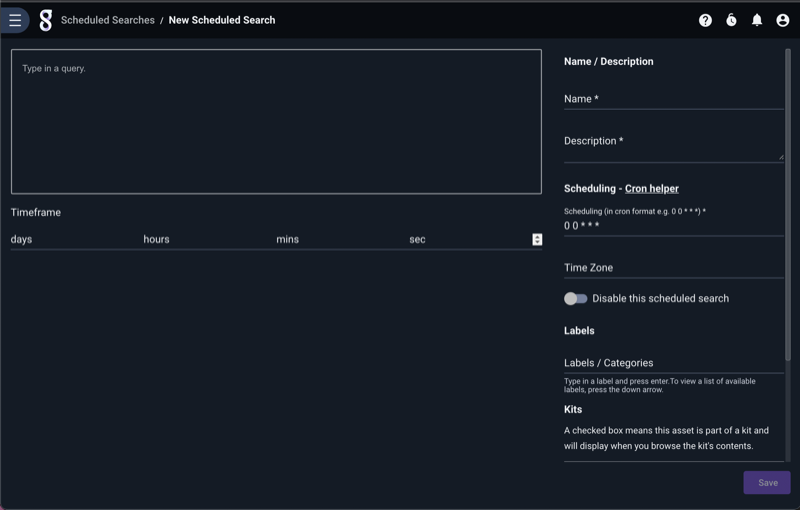 Scheduled Searches / New Scheduled Search
Type in a query.
Timeframe
days hours mins sec
Name / Description
Name *
Description *
Scheduling - Cron helper
Scheduling (in cron format e.g. 0 0 * * *) *
0 0 * * *
Time Zone
Disable this scheduled search
Labels
Labels / Categories
Type in a label and press enter.To view a list of available
labels, press the down arrow.
Kits
A checked box means this asset is part of a kit and
will display when you browse the kit's contents.
Save